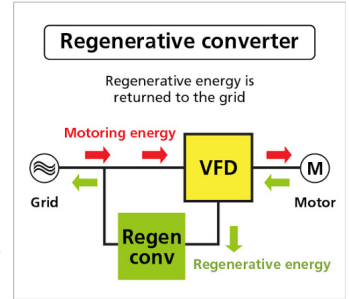 Regenerative converter
Regenerative energy is
returned to the grid
Motoring energy
VFD
M
Grid
Motor
Regen
conv
Regenerative energy